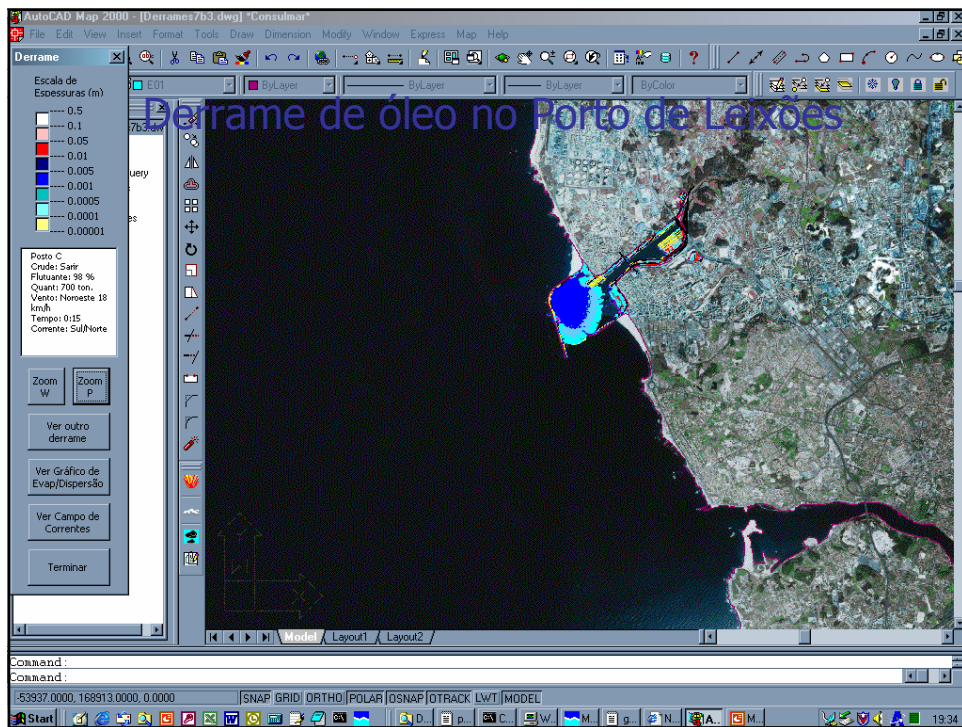 AutoCAD Map 2000 - [Derrames7b3.dwg] *Consulmar*
File Edit View Insert Format Tools Draw Dimension Modify Window Express Map Help
Derrame
E01
ByLayer
ByLayer
ByLayer
ByColor
Derrame de óleo no Porto de Leixões
Escala de
Espessuras (m)
---- 0.5
---- 0.1
---- 0.05
---- 0.01
---- 0.005
---- 0.001
---- 0.0005
---- 0.0001
---- 0.00001
7b3.dw
uery
es
Posto C
Crude: Sarir
Flutuante: 98 %
Quant: 700 ton.
Vento: Noroeste 18
km/h
Tempo: 0:15
Corrente: Sul/Norte
Zoom
W
Zoom
P
Ver outro
derrame
Ver Gráfico de
Evap/Dispersão
Ver Campo de
Correntes
Terminar
Model
Layout1
Layout2
Command:
Command:
-53937.0000, 168913.0000, 0.0000
SNAP GRID ORTHO POLAR OSNAP OTRACK LWT MODEL
Start
D...
p...
C...
W...
M...
g...
N...
A...
M...
19:34